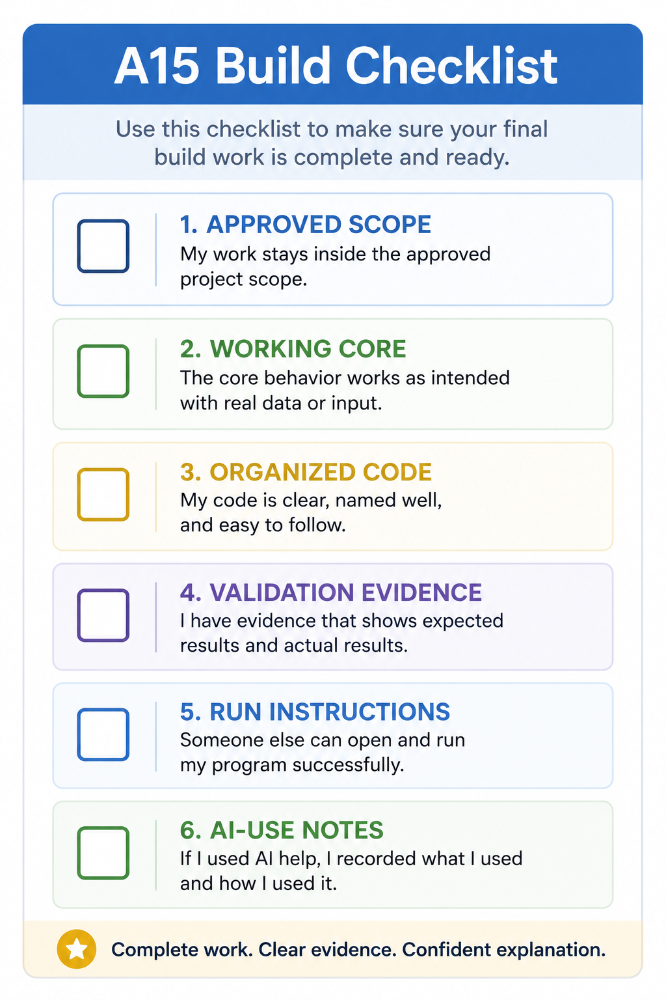 A15 Build Checklist
Use this checklist to make sure your final
build work is complete and ready.
1. APPROVED SCOPE
My work stays inside the approved
project scope.
2. WORKING CORE
The core behavior works as intended
with real data or input.
3. ORGANIZED CODE
My code is clear, named well,
and easy to follow.
4. VALIDATION EVIDENCE
I have evidence that shows expected
results and actual results.
5. RUN INSTRUCTIONS
Someone else can open and run
my program successfully.
6. AI-USE NOTES
If I used AI help, I recorded what I used
and how I used it.
Complete work. Clear evidence. Confident explanation.